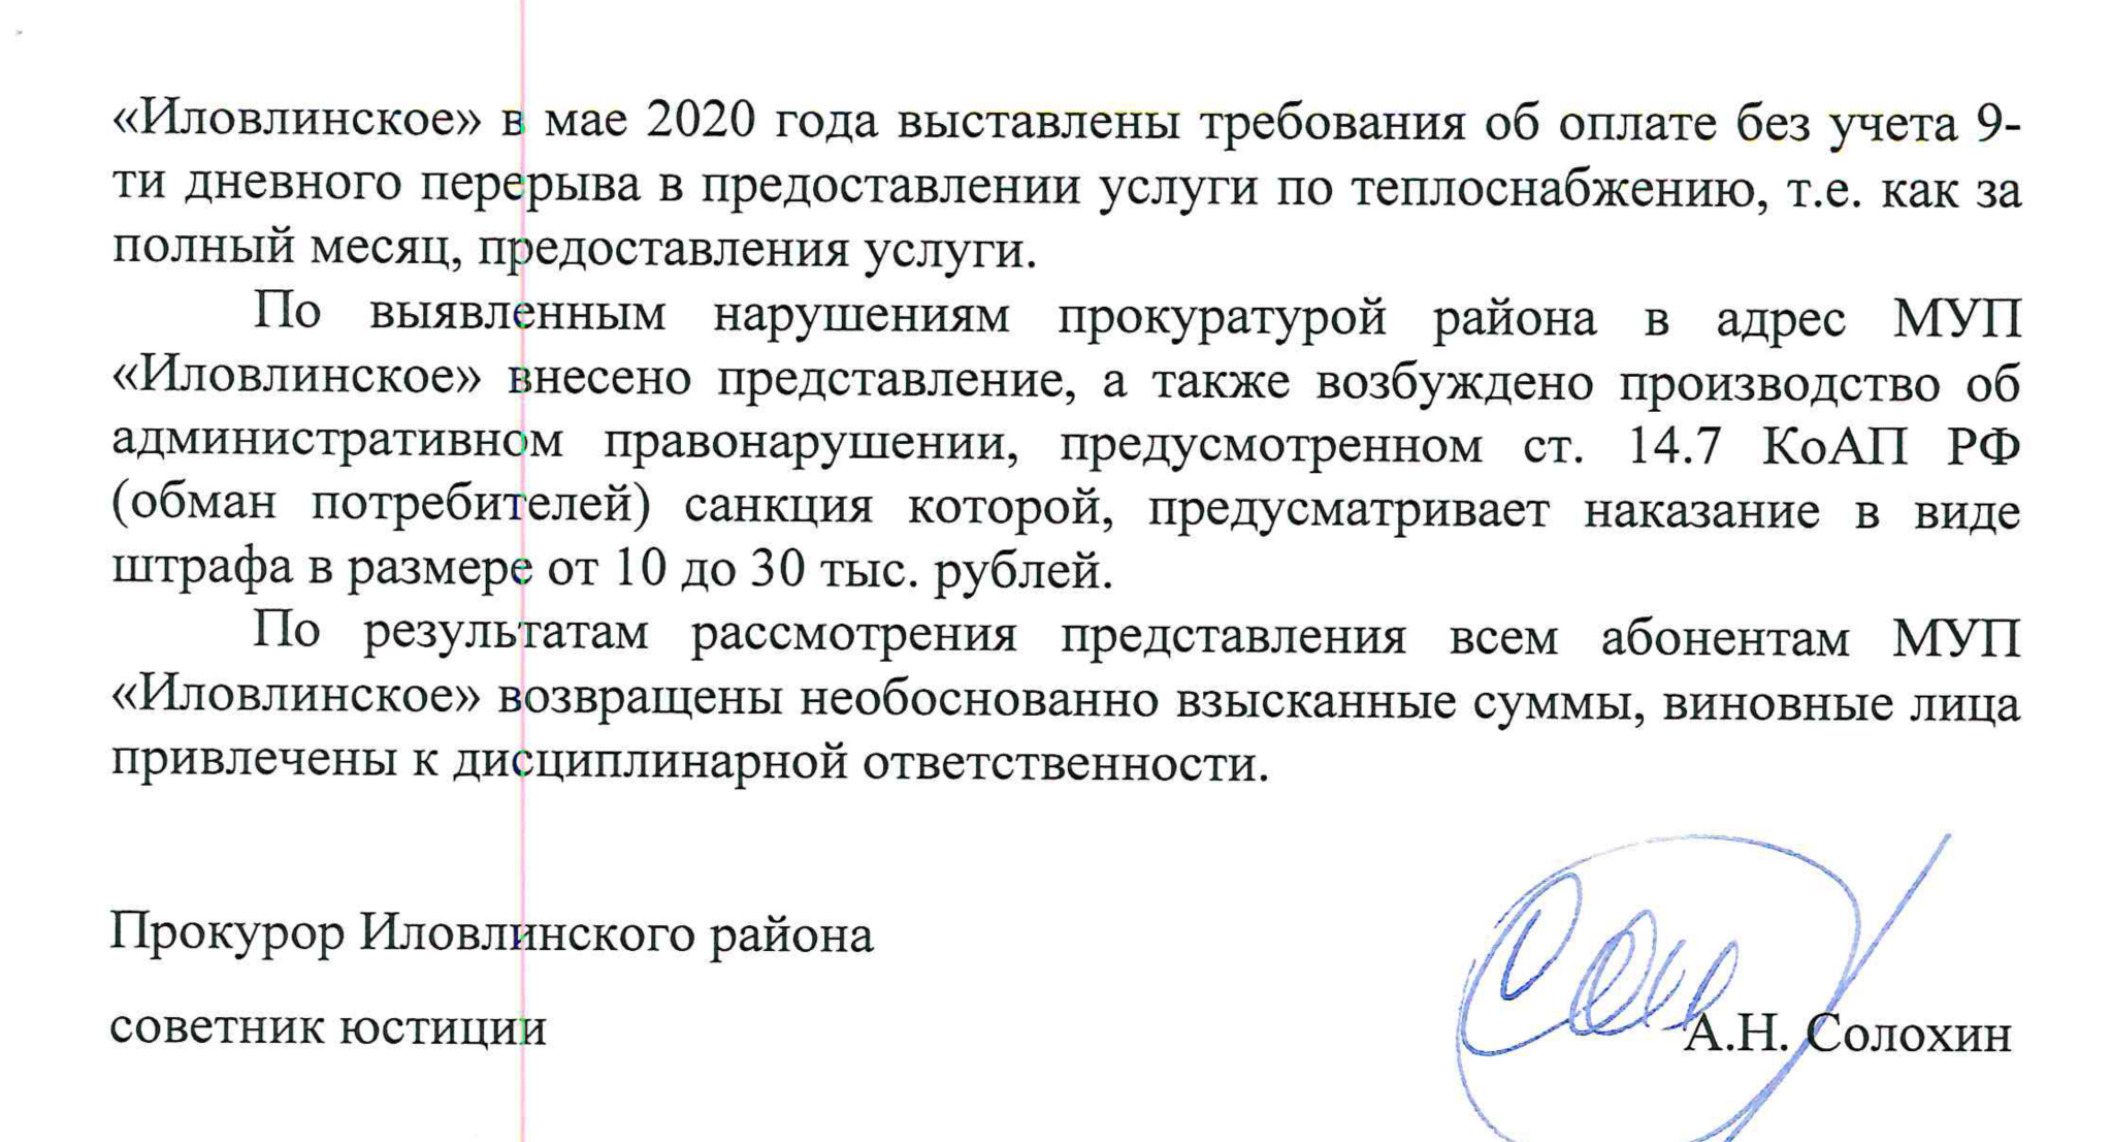 «Иловлинское» в мае 2020 года выставлены требования об оплате без учета 9-
ти дневного перерыва в предоставлении услуги по теплоснабжению, т.е. как за
полный месяц, предоставления услуги.
По выявленным нарушениям прокуратурой района в адрес МУП
«Иловлинское» внесено представление, а также возбуждено производство об
административном правонарушении, предусмотренном ст. 14.7 КоАП РФ
(обман потребителей) санкция которой, предусматривает наказание в виде
штрафа в размере от 10 до 30 тыс. рублей.
По результатам рассмотрения представления всем абонентам МУП
«Иловлинское» возвращены необоснованно взысканные суммы, виновные лица
привлечены к дисциплинарной ответственности.
Прокурор Иловлинского района
советник юстиции
А.Н. Солохин